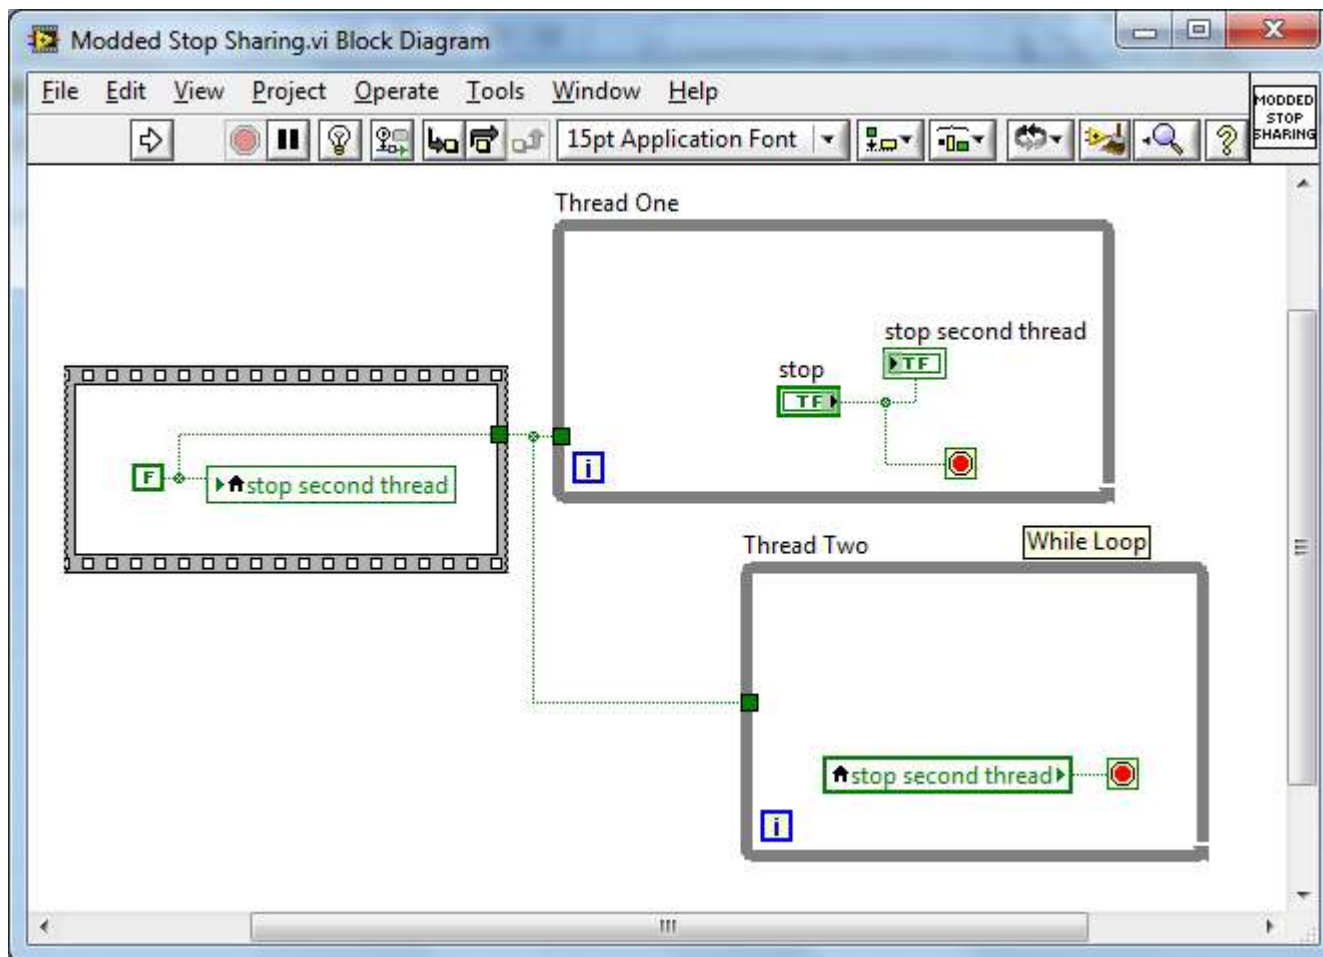 Modded Stop Sharing.vi Block Diagram
File Edit View Project Operate Tools Window Help
MODDED
STOP
SHARING
15pt Application Font
?
Thread One
stop second thread
TF
stop
TF
i
F
stop second thread
Thread Two
While Loop
stop second thread
i